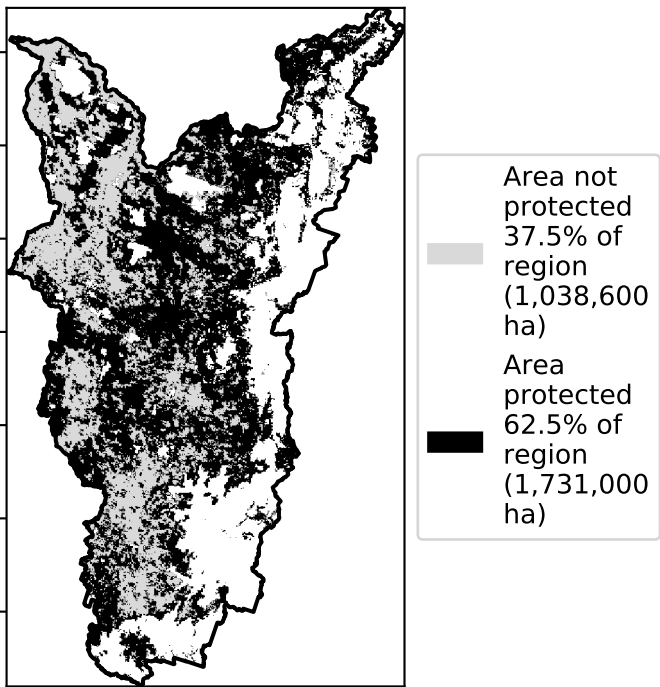 Area not
protected
37.5% of
region
(1,038,600
ha)
Area
protected
62.5% of
region
(1,731,000
ha)